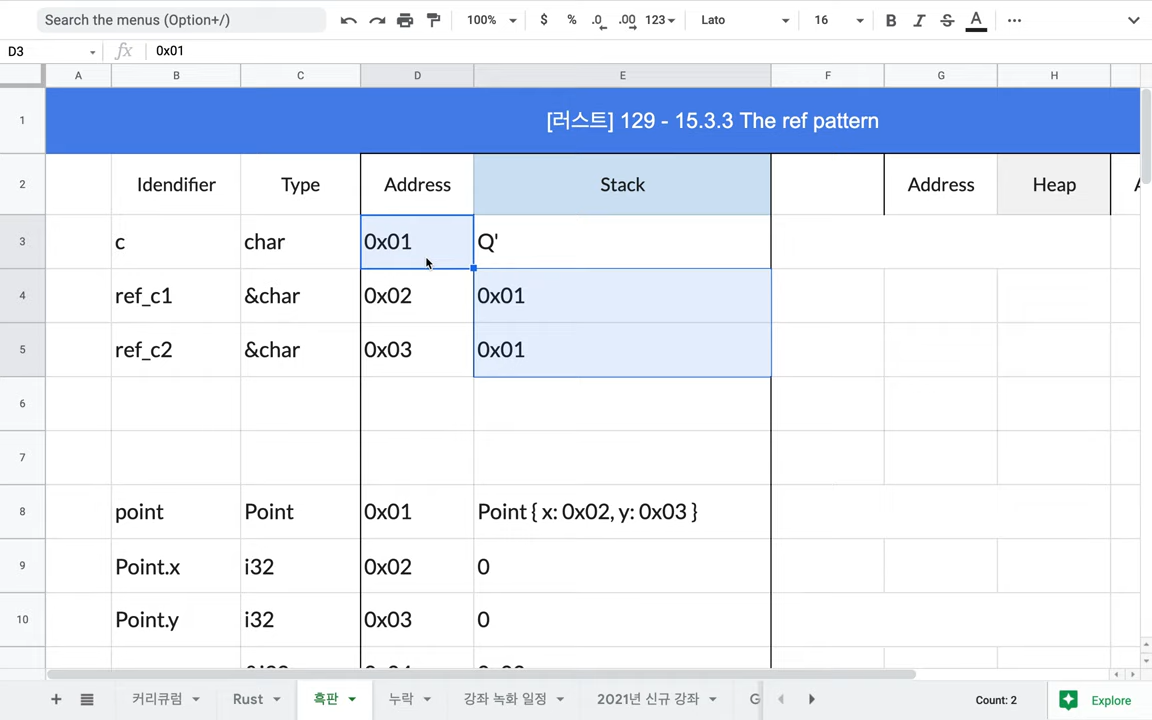 Search the menus (Option+/) 100% $ % .0 .00 123 Lato 16 B I S A
D3 fx 0x01
A B C D E F G H
1 [러스트] 129 - 15.3.3 The ref pattern
2 Idendifier Type Address Stack Address Heap
3 c char 0x01 Q'
4 ref_c1 &char 0x02 0x01
5 ref_c2 &char 0x03 0x01
6
7
8 point Point 0x01 Point { x: 0x02, y: 0x03 }
9 Point.x i32 0x02 0
10 Point.y i32 0x03 0
커리큘럼 Rust 흑판 누락 강좌 녹화 일정 2021년 신규 강좌 G Count: 2 Explore